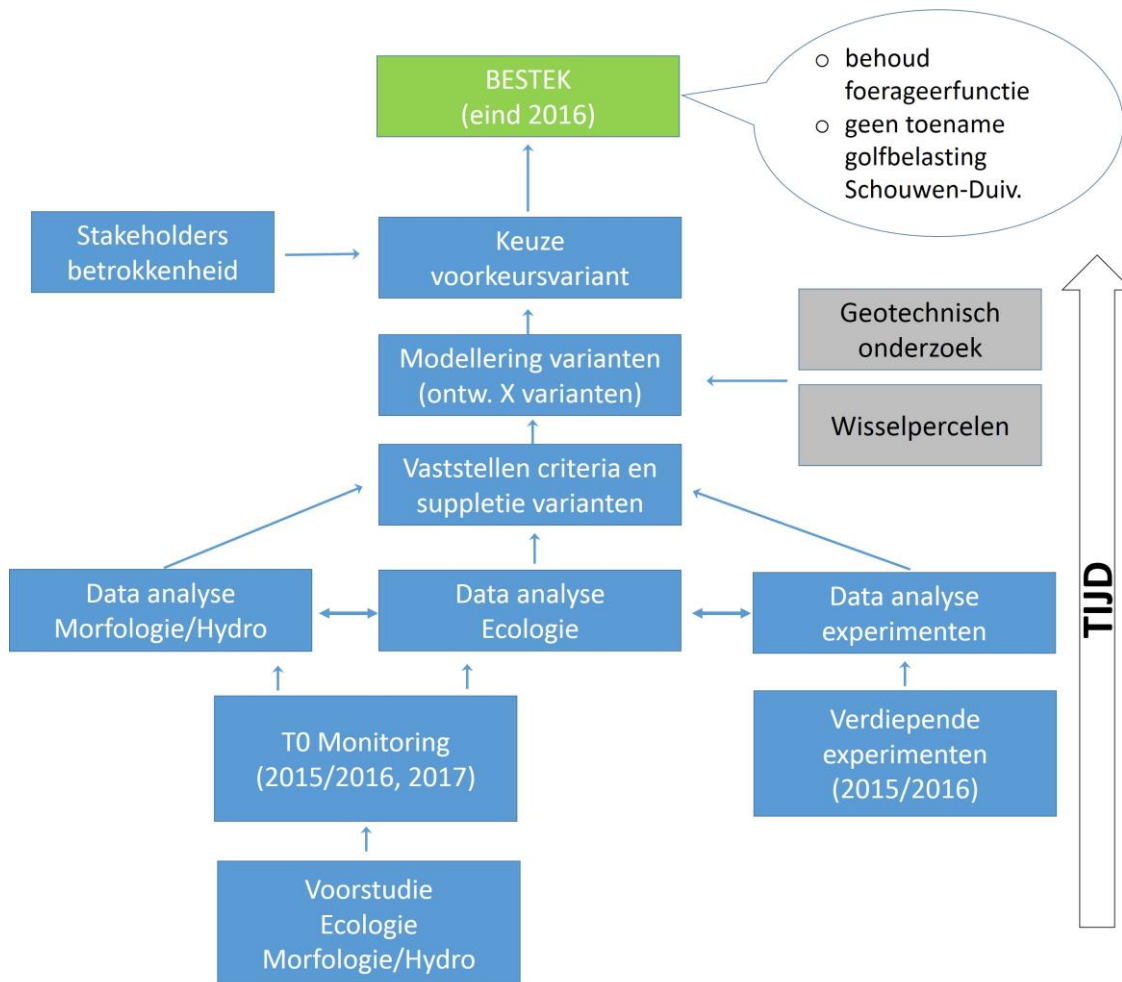 BESTEK
(eind 2016)
○ behoud
foerageerfunctie
○ geen toename
golfbelasting
Schouwen-Duiv.
Stakeholders
betrokkenheid
Keuze
voorkeursvariant
Geotechnisch
onderzoek
Modellering varianten
(ontw. X varianten)
Wisselpercelen
Vaststellen criteria en
suppletie varianten
Data analyse
Morfologie/Hydro
Data analyse
Ecologie
Data analyse
experimenten
TIJD
T0 Monitoring
(2015/2016, 2017)
Verdiepende
experimenten
(2015/2016)
Voorstudie
Ecologie
Morfologie/Hydro